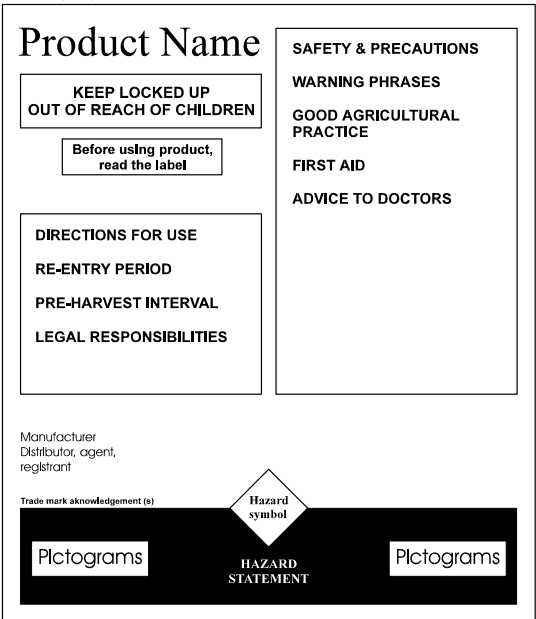 Product Name
KEEP LOCKED UP
OUT OF REACH OF CHILDREN
Before using product,
read the label
DIRECTIONS FOR USE
RE-ENTRY PERIOD
PRE-HARVEST INTERVAL
LEGAL RESPONSIBILITIES
SAFETY & PRECAUTIONS
WARNING PHRASES
GOOD AGRICULTURAL
PRACTICE
FIRST AID
ADVICE TO DOCTORS
Manufacturer
Distributor, agent,
registrant
Trade mark aknowledgement (s)
Hazard
symbol
Pictograms
HAZARD
STATEMENT
Pictograms